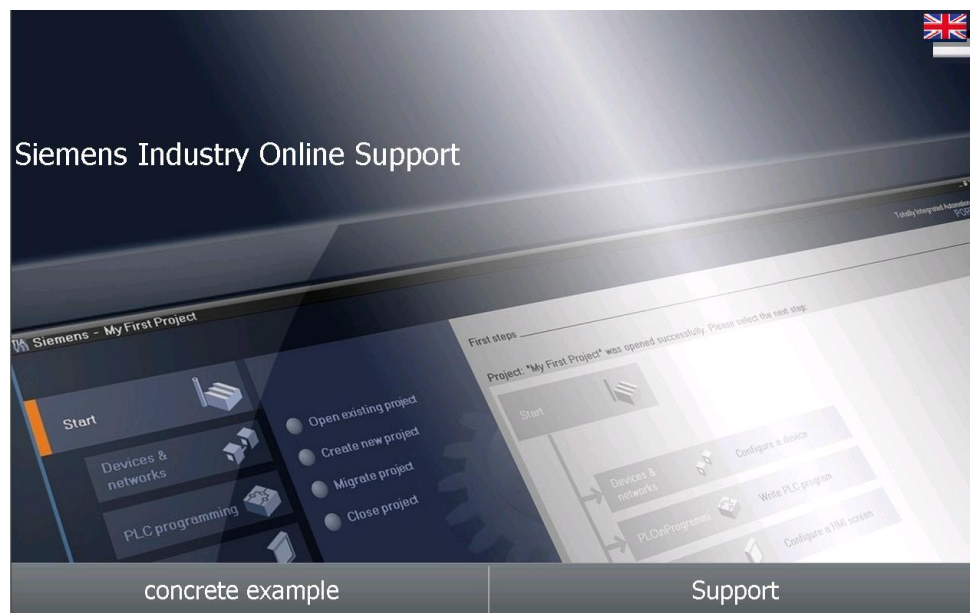 Siemens Industry Online Support
Totally Integrated Automation
Siemens - My First Project
Start
Devices &
networks
PLC programming
Open existing project
Create new project
Migrate project
Close project
First steps
Project: "My First Project" was opened successfully. Please select the next step:
Start
Devices &
networks
Configure a device
Write PLC program
Configure a HMI screen
concrete example
Support